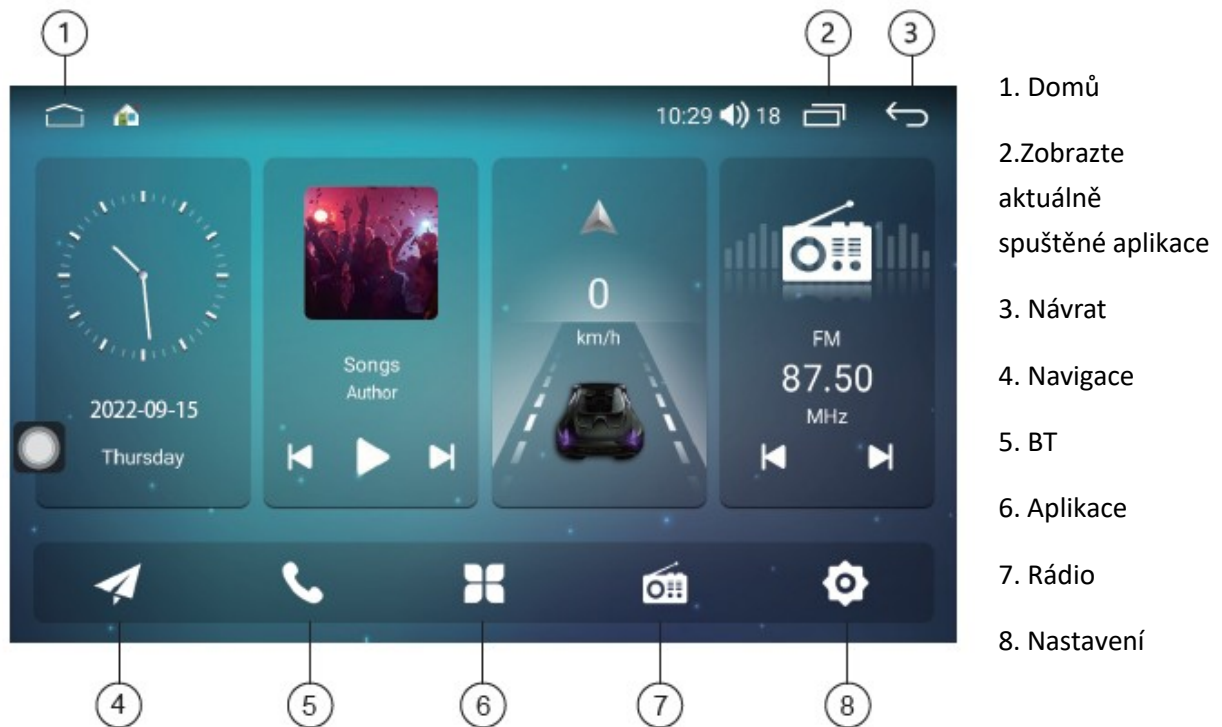 1
2
3
10:29 18
2022-09-15
Thursday
Songs
Author
0
km/h
FM
87.50
MHz
4
5
6
7
8
1. Domů
2.Zobrazte
aktuálně
spuštěné aplikace
3. Návrat
4. Navigace
5. BT
6. Aplikace
7. Rádio
8. Nastavení